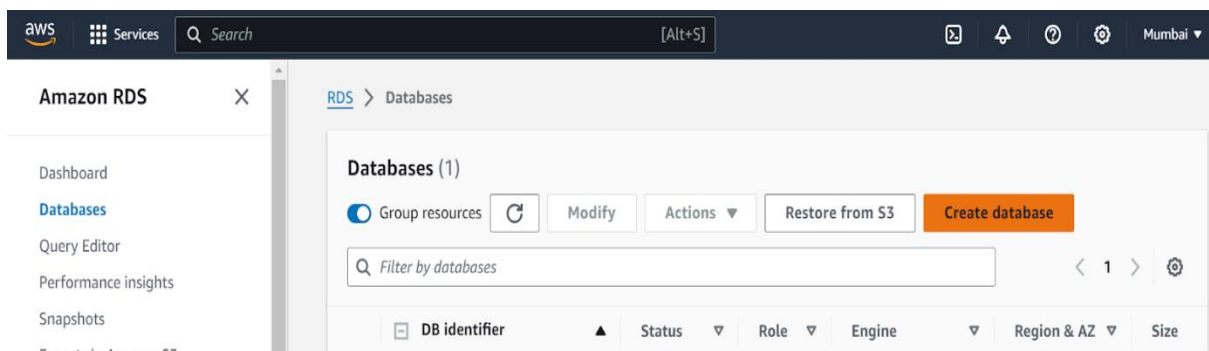 aws Services Search [Alt+S] Mumbai ▼
Amazon RDS
Dashboard
Databases
Query Editor
Performance insights
Snapshots
RDS > Databases
Databases (1)
Group resources Modify Actions ▼ Restore from S3 Create database
Filter by databases
< 1 >
DB identifier ▲ Status ▽ Role ▽ Engine ▽ Region & AZ ▽ Size